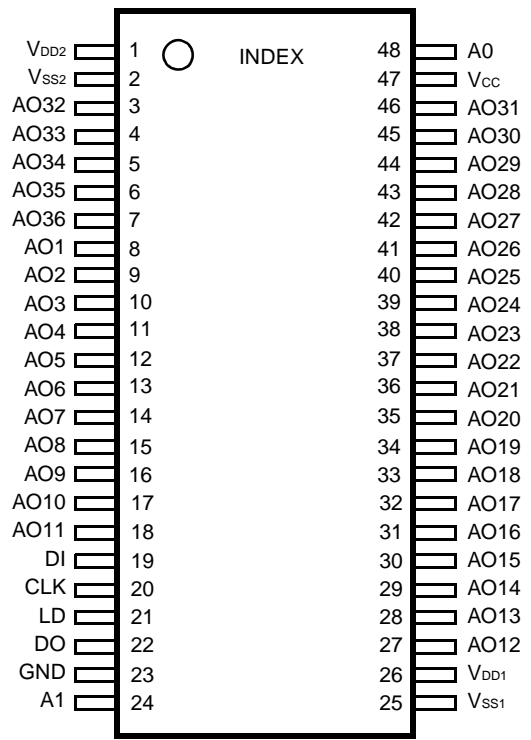 VDD2 1 INDEX 48 A0
VSS2 2 47 VCC
AO32 3 46 AO31
AO33 4 45 AO30
AO34 5 44 AO29
AO35 6 43 AO28
AO36 7 42 AO27
AO1 8 41 AO26
AO2 9 40 AO25
AO3 10 39 AO24
AO4 11 38 AO23
AO5 12 37 AO22
AO6 13 36 AO21
AO7 14 35 AO20
AO8 15 34 AO19
AO9 16 33 AO18
AO10 17 32 AO17
AO11 18 31 AO16
DI 19 30 AO15
CLK 20 29 AO14
LD 21 28 AO13
DO 22 27 AO12
GND 23 26 VDD1
A1 24 25 VSS1